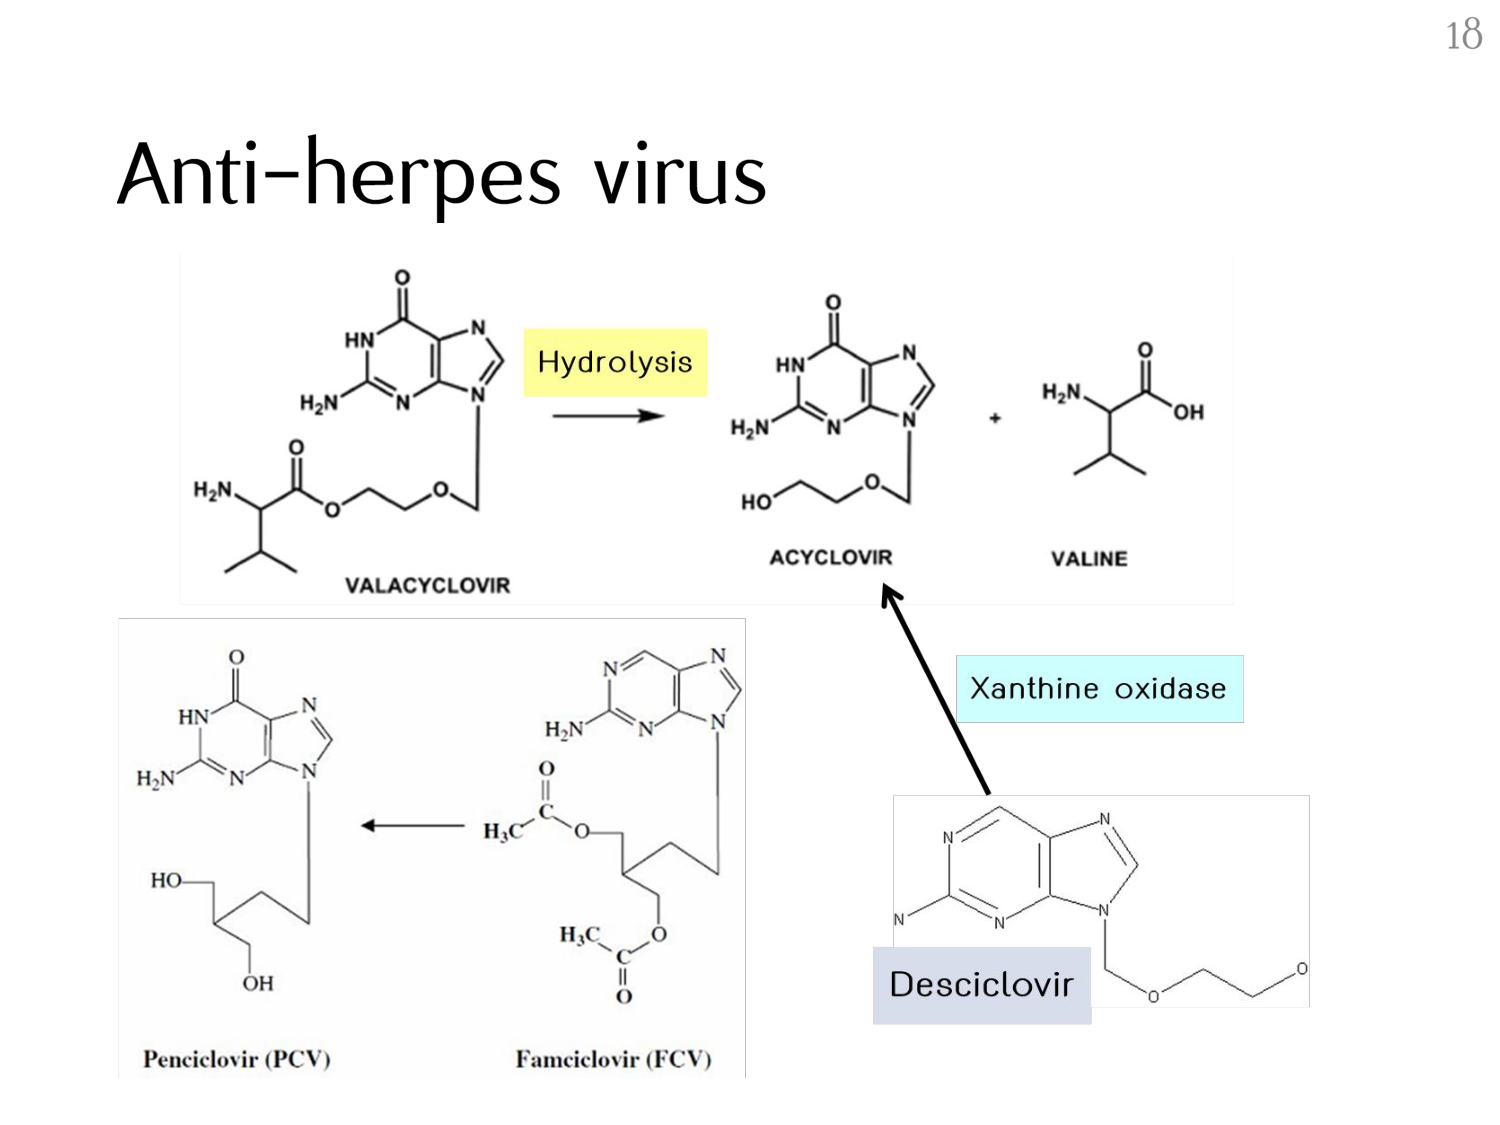 18
Anti-herpes virus
O
HN
N
H₂N
N
N
O
H₂N
O
O
VALACYCLOVIR
Hydrolysis
O
HN
N
H₂N
N
N
HO
O
ACYCLOVIR
+
O
H₂N
OH
VALINE
Xanthine oxidase
O
HN
N
H₂N
N
N
HO
OH
Penciclovir (PCV)
N
N
H₂N
N
N
O
C
H₃C
O
H₃C
O
C
O
Famciclovir (FCV)
N
N
N
N
N
O
O
Desciclovir